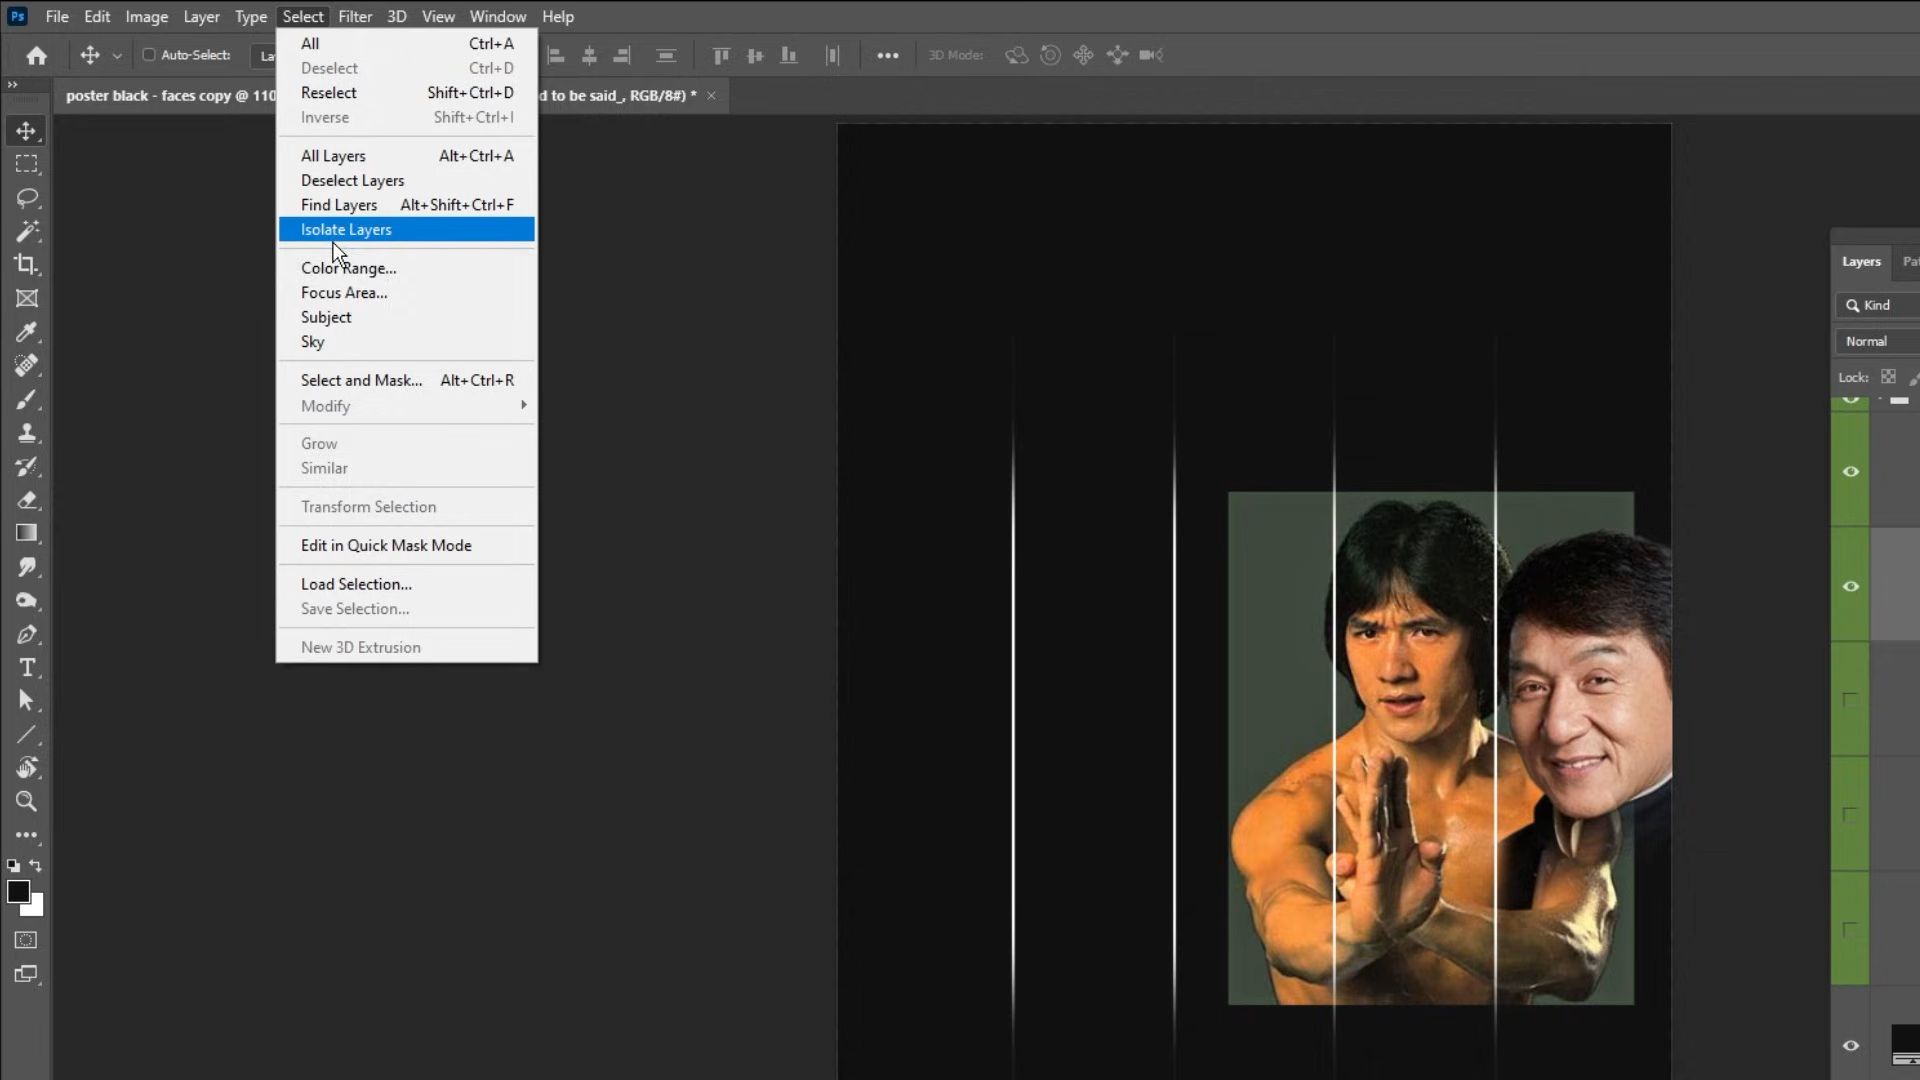 Ps File Edit Image Layer Type Select Filter 3D View Window Help
Auto-Select: La
3D Mode:
poster black - faces copy @ 110 d to be said_, RGB/8#) * ×
All Ctrl+A
Deselect Ctrl+D
Reselect Shift+Ctrl+D
Inverse Shift+Ctrl+I
All Layers Alt+Ctrl+A
Deselect Layers
Find Layers Alt+Shift+Ctrl+F
Isolate Layers
Color Range...
Focus Area...
Subject
Sky
Select and Mask... Alt+Ctrl+R
Modify
Grow
Similar
Transform Selection
Edit in Quick Mask Mode
Load Selection...
Save Selection...
New 3D Extrusion
Layers Pa
Kind
Normal
Lock: